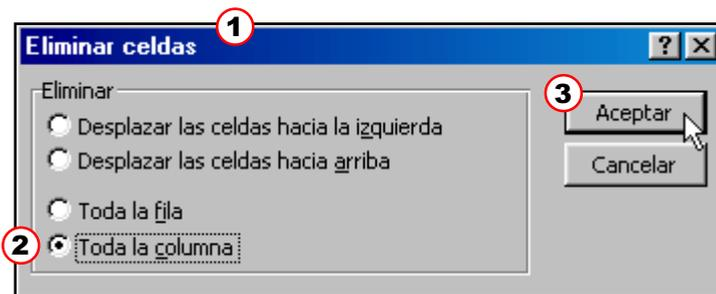 1
Eliminar celdas
Eliminar
Desplazar las celdas hacia la izquierda
Desplazar las celdas hacia arriba
Toda la fila
2 Toda la columna
3 Aceptar
Cancelar